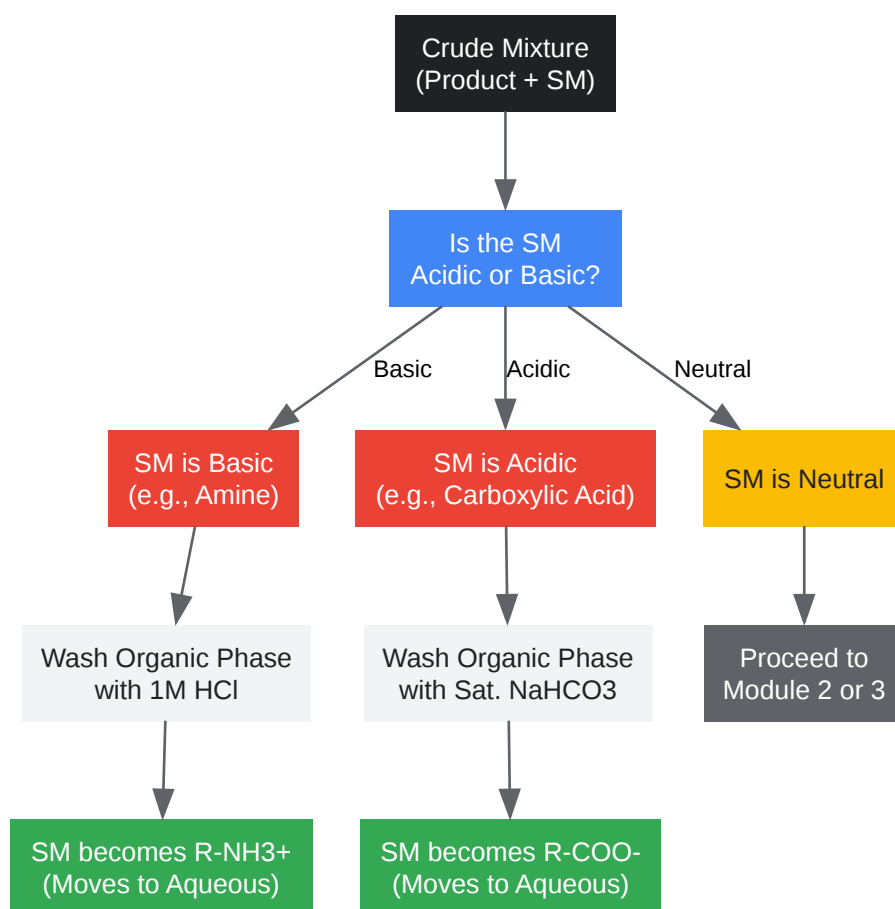 Crude Mixture
(Product + SM)
Is the SM
Acidic or Basic?
Basic
Acidic
Neutral
SM is Basic
(e.g., Amine)
SM is Acidic
(e.g., Carboxylic Acid)
SM is Neutral
Wash Organic Phase
with 1M HCl
Wash Organic Phase
with Sat. NaHCO3
Proceed to
Module 2 or 3
SM becomes R-NH3+
(Moves to Aqueous)
SM becomes R-COO-
(Moves to Aqueous)